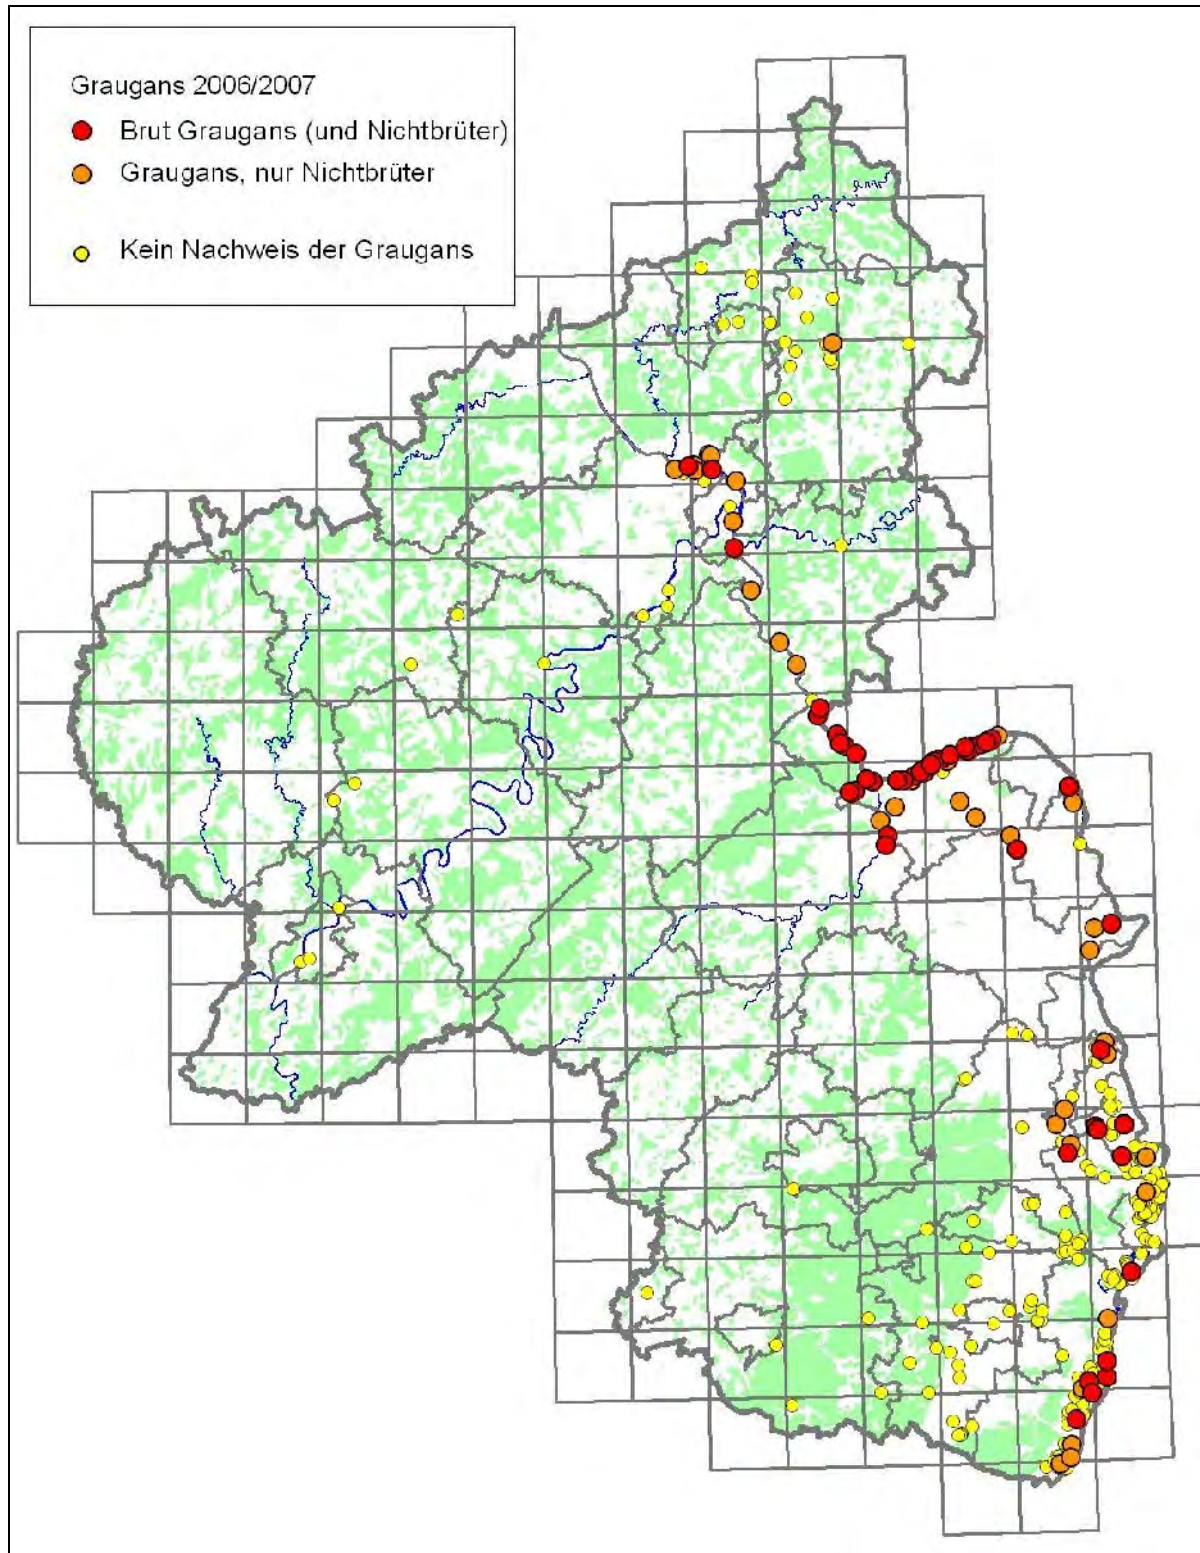 Graugans 2006/2007
Brut Graugans (und Nichtbrüter)
Graugans, nur Nichtbrüter
Kein Nachweis der Graugans